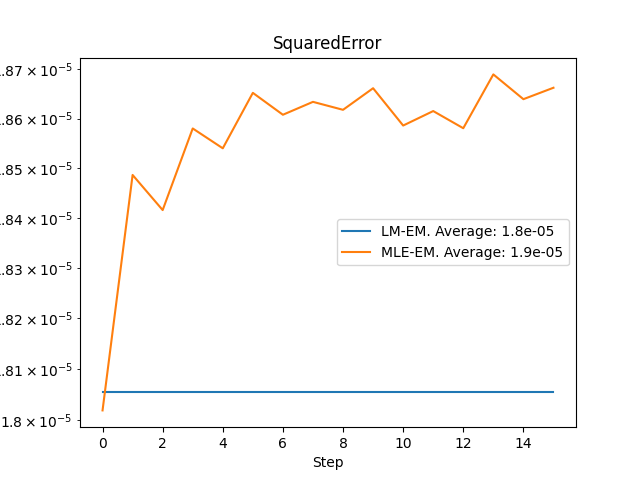 SquaredError
.87 × 10⁻⁵
.86 × 10⁻⁵
.85 × 10⁻⁵
.84 × 10⁻⁵
.83 × 10⁻⁵
.82 × 10⁻⁵
.81 × 10⁻⁵
1.8 × 10⁻⁵
LM-EM. Average: 1.8e-05
MLE-EM. Average: 1.9e-05
0 2 4 6 8 10 12 14
Step